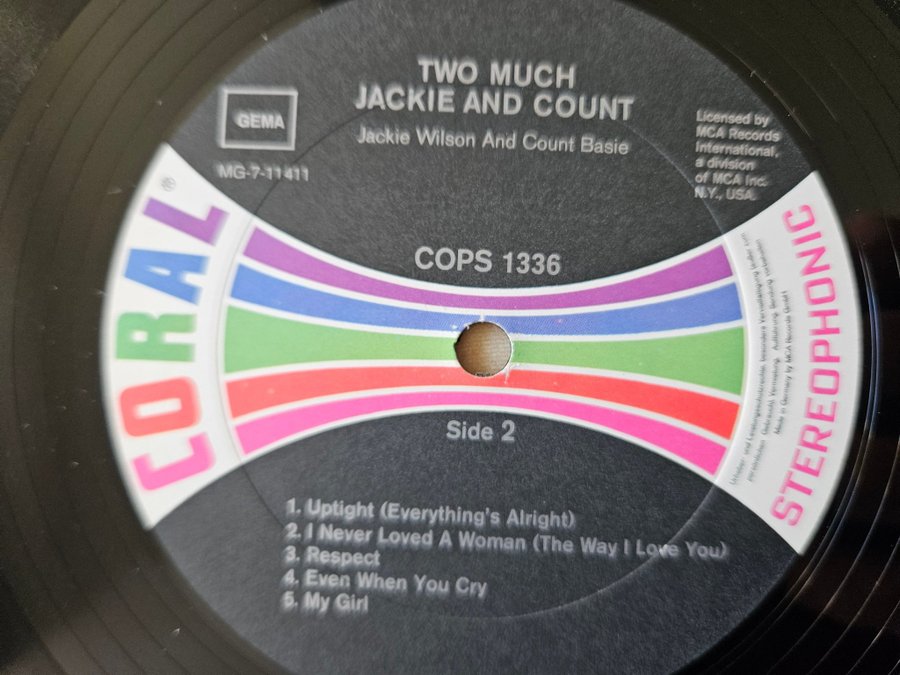 TWO MUCH
JACKIE AND COUNT
Jackie Wilson And Count Basie
GEMA
MG-7-11411
Licensed by
MCA Records
International,
a division
of MCA Inc.
N.Y., USA.
CORAL®
COPS 1336
STEREOPHONIC
Made in Germany by MCA Records GmbH
Side 2
1. Uptight (Everything's Alright)
2. I Never Loved A Woman (The Way I Love You)
3. Respect
4. Even When You Cry
5. My Girl